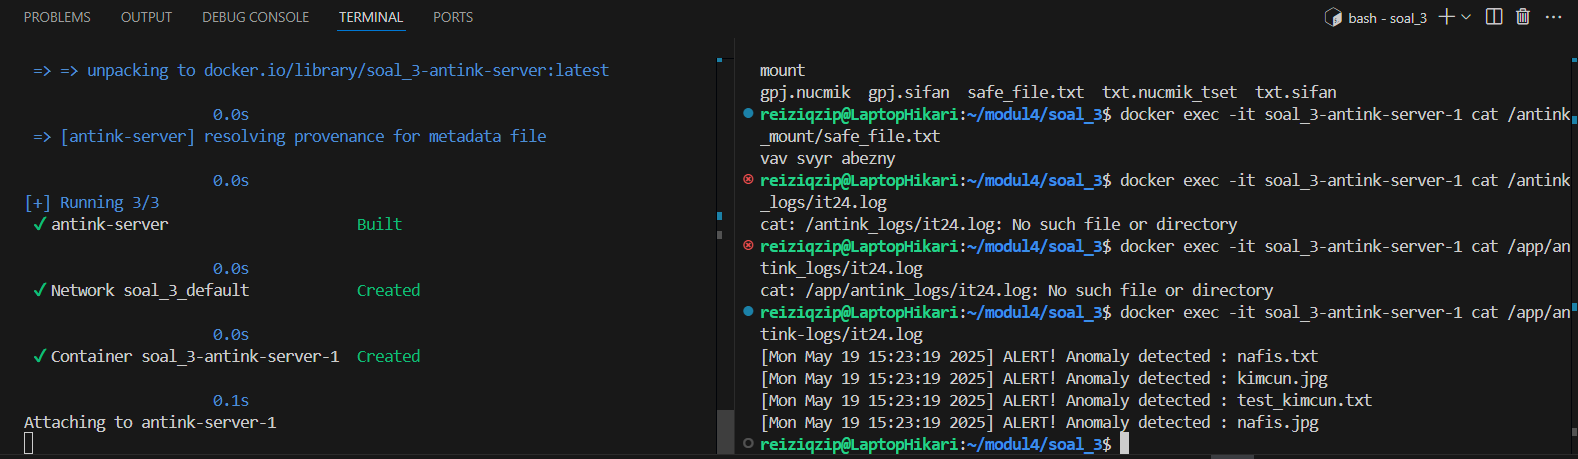 PROBLEMS OUTPUT DEBUG CONSOLE TERMINAL PORTS
bash - soal_3
=> => unpacking to docker.io/library/soal_3-antink-server:latest
0.0s
=> [antink-server] resolving provenance for metadata file
0.0s
[+] Running 3/3
✔ antink-server Built
0.0s
✔ Network soal_3_default Created
0.0s
✔ Container soal_3-antink-server-1 Created
0.1s
Attaching to antink-server-1
mount
gpj.nucmik gpj.sifan safe_file.txt txt.nucmik_tset txt.sifan
reiziqzip@LaptopHikari:~/modul4/soal_3$ docker exec -it soal_3-antink-server-1 cat /antink
_mount/safe_file.txt
vav svyr abezny
reiziqzip@LaptopHikari:~/modul4/soal_3$ docker exec -it soal_3-antink-server-1 cat /antink
_logs/it24.log
cat: /antink_logs/it24.log: No such file or directory
reiziqzip@LaptopHikari:~/modul4/soal_3$ docker exec -it soal_3-antink-server-1 cat /app/an
tink_logs/it24.log
cat: /app/antink_logs/it24.log: No such file or directory
reiziqzip@LaptopHikari:~/modul4/soal_3$ docker exec -it soal_3-antink-server-1 cat /app/an
tink-logs/it24.log
[Mon May 19 15:23:19 2025] ALERT! Anomaly detected : nafis.txt
[Mon May 19 15:23:19 2025] ALERT! Anomaly detected : kimcun.jpg
[Mon May 19 15:23:19 2025] ALERT! Anomaly detected : test_kimcun.txt
[Mon May 19 15:23:19 2025] ALERT! Anomaly detected : nafis.jpg
reiziqzip@LaptopHikari:~/modul4/soal_3$